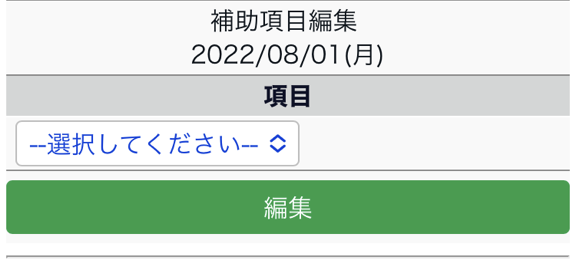 補助項目編集
2022/08/01(月)
項目
--選択してください--
編集